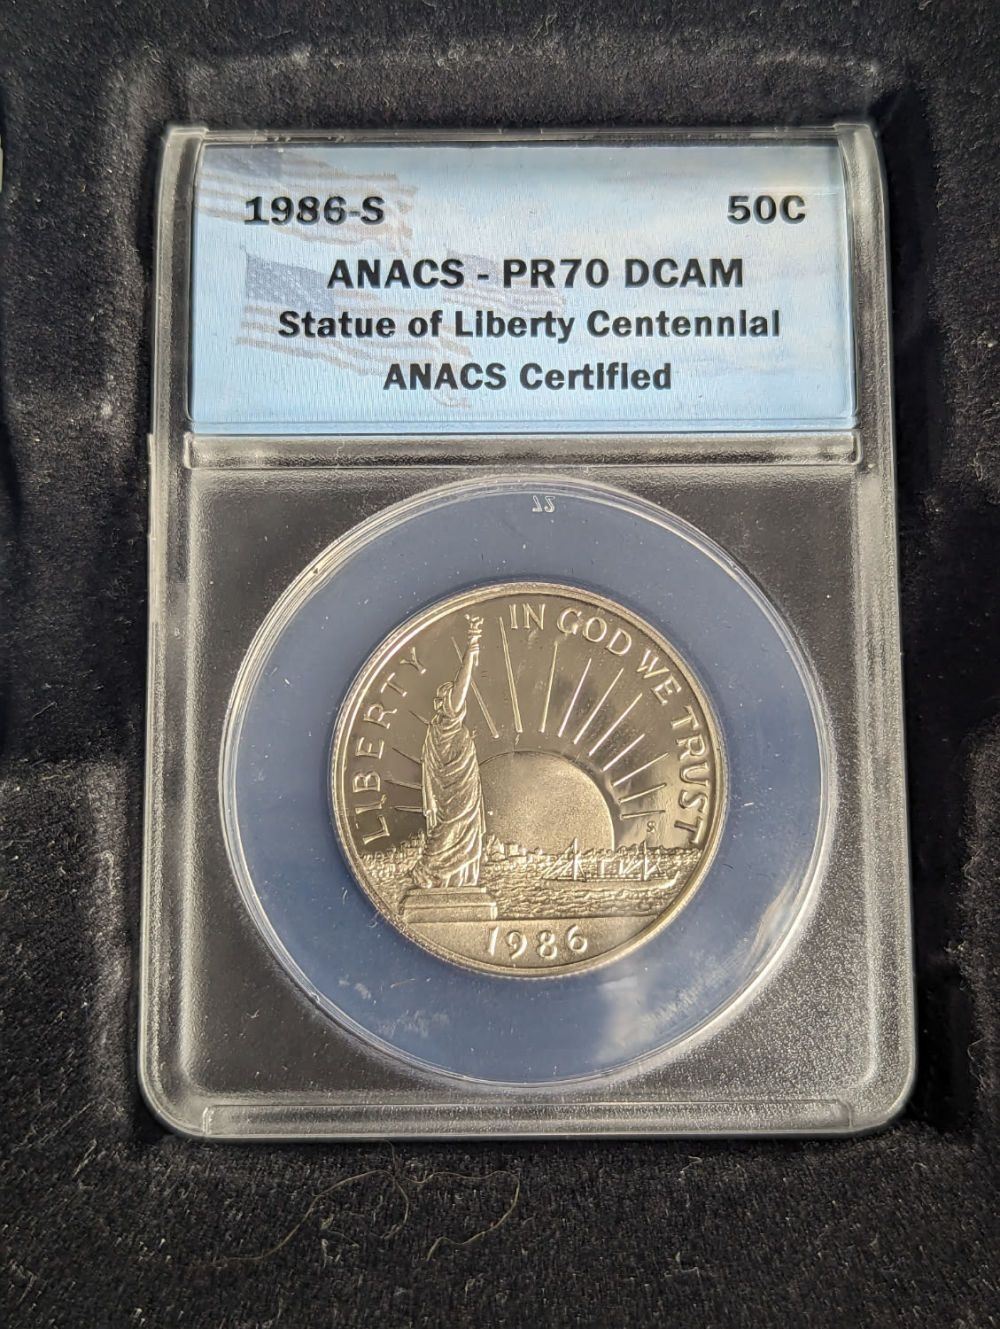 1986-S 50C
ANACS - PR70 DCAM
Statue of Liberty Centennial
ANACS Certified
LIBERTY
IN GOD WE TRUST
S
1986